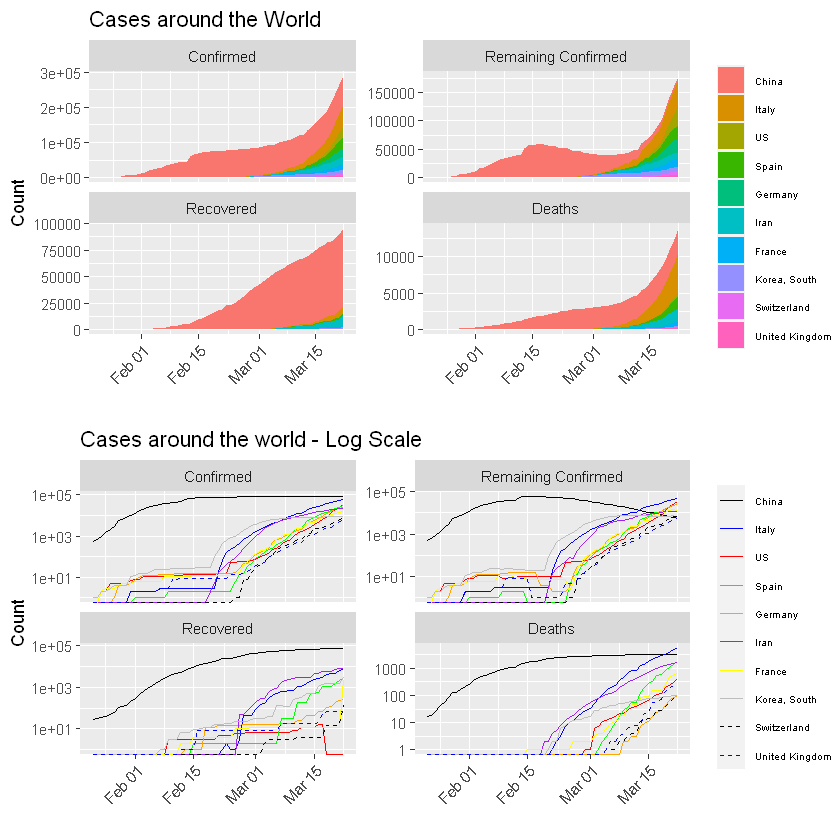 Cases around the World
Confirmed
Remaining Confirmed
3e+05
2e+05
1e+05
0e+00
150000
100000
50000
0
Recovered
Deaths
100000
75000
50000
25000
0
10000
5000
0
Feb 01
Feb 15
Mar 01
Mar 15
Feb 01
Feb 15
Mar 01
Mar 15
Count
China
Italy
US
Spain
Germany
Iran
France
Korea, South
Switzerland
United Kingdom
Cases around the world - Log Scale
Confirmed
Remaining Confirmed
1e+05
1e+03
1e+01
1e+05
1e+03
1e+01
Recovered
Deaths
1e+05
1e+03
1e+01
1000
100
10
1
Feb 01
Feb 15
Mar 01
Mar 15
Feb 01
Feb 15
Mar 01
Mar 15
Count
China
Italy
US
Spain
Germany
Iran
France
Korea, South
Switzerland
United Kingdom